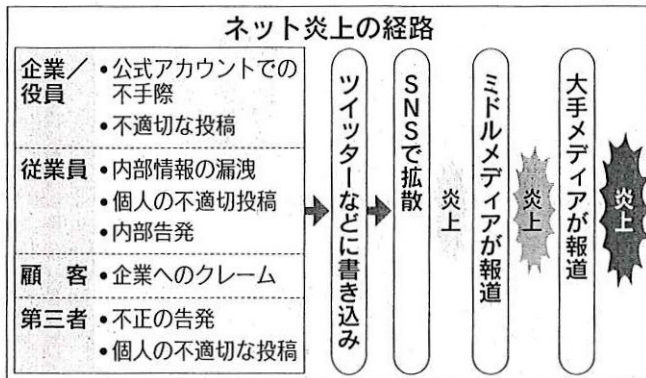 ネット炎上の経路
企業／
役員
•公式アカウントでの
不手際
•不適切な投稿
従業員
•内部情報の漏洩
•個人の不適切投稿
•内部告発
顧　客
•企業へのクレーム
第三者
•不正の告発
•個人の不適切な投稿
ツイッターなどに書き込み
SNSで拡散
炎上
ミドルメディアが報道
炎上
大手メディアが報道
炎上